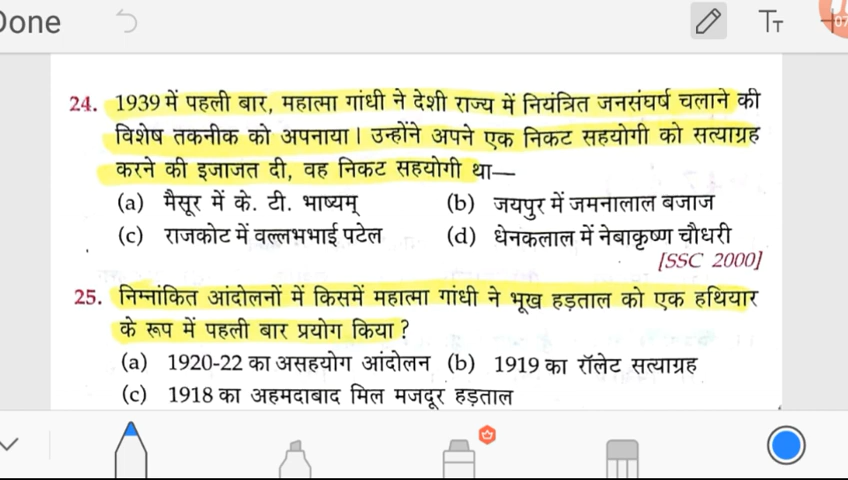 Done
TT
07
24. 1939 में पहली बार, महात्मा गांधी ने देशी राज्य में नियंत्रित जनसंघर्ष चलाने की
विशेष तकनीक को अपनाया। उन्होंने अपने एक निकट सहयोगी को सत्याग्रह
करने की इजाजत दी, वह निकट सहयोगी था—
(a) मैसूर में के. टी. भाष्यम् (b) जयपुर में जमनालाल बजाज
(c) राजकोट में वल्लभभाई पटेल (d) धेनकलाल में नेबाकृष्ण चौधरी
[SSC 2000]
25. निम्नांकित आंदोलनों में किसमें महात्मा गांधी ने भूख हड़ताल को एक हथियार
के रूप में पहली बार प्रयोग किया?
(a) 1920-22 का असहयोग आंदोलन (b) 1919 का रॉलेट सत्याग्रह
(c) 1918 का अहमदाबाद मिल मजदूर हड़ताल